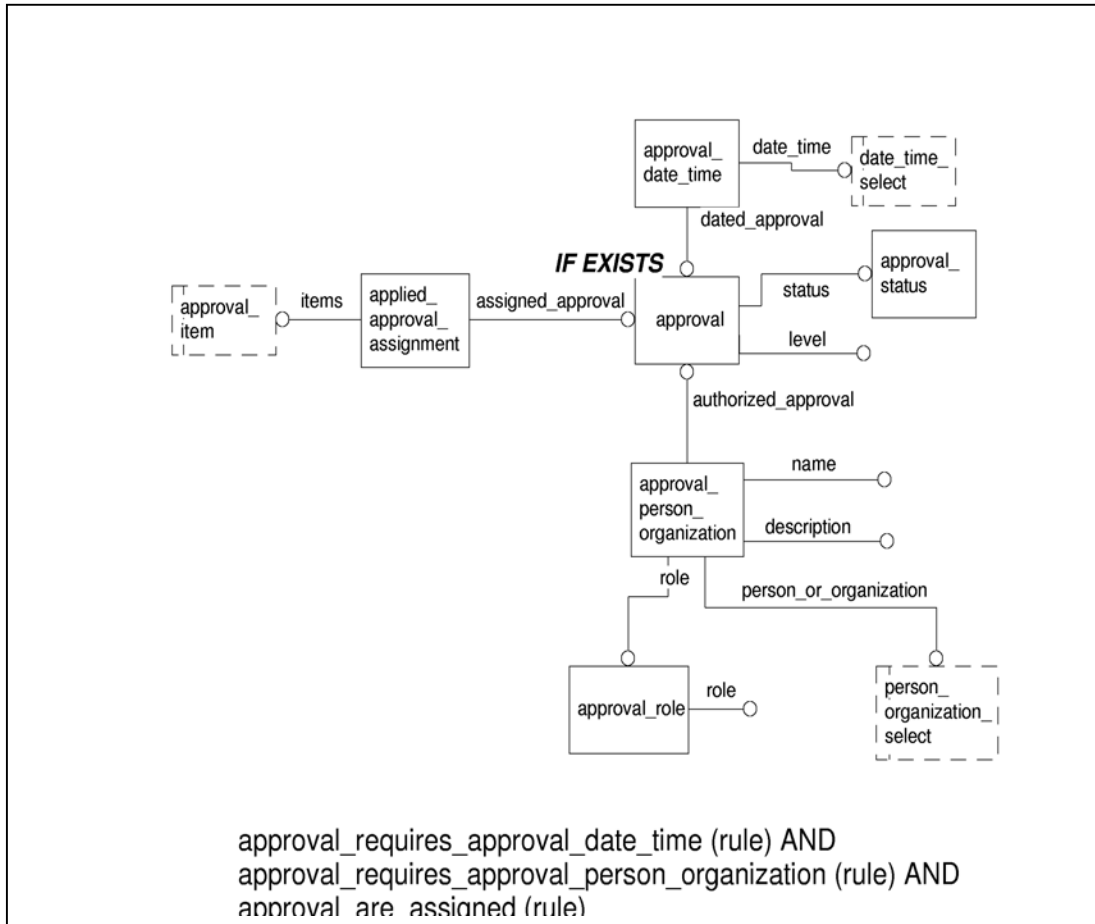 approval_
date_time
date_time
date_time_
select
dated_approval
IF EXISTS
approval_
status
status
items
applied_
approval_
assignment
assigned_approval
approval_
item
approval
level
authorized_approval
name
approval_
person_
organization
description
role
person_or_organization
approval_role
role
person_
organization_
select
approval_requires_approval_date_time (rule) AND
approval_requires_approval_person_organization (rule) AND
approval_are_assigned (rule)